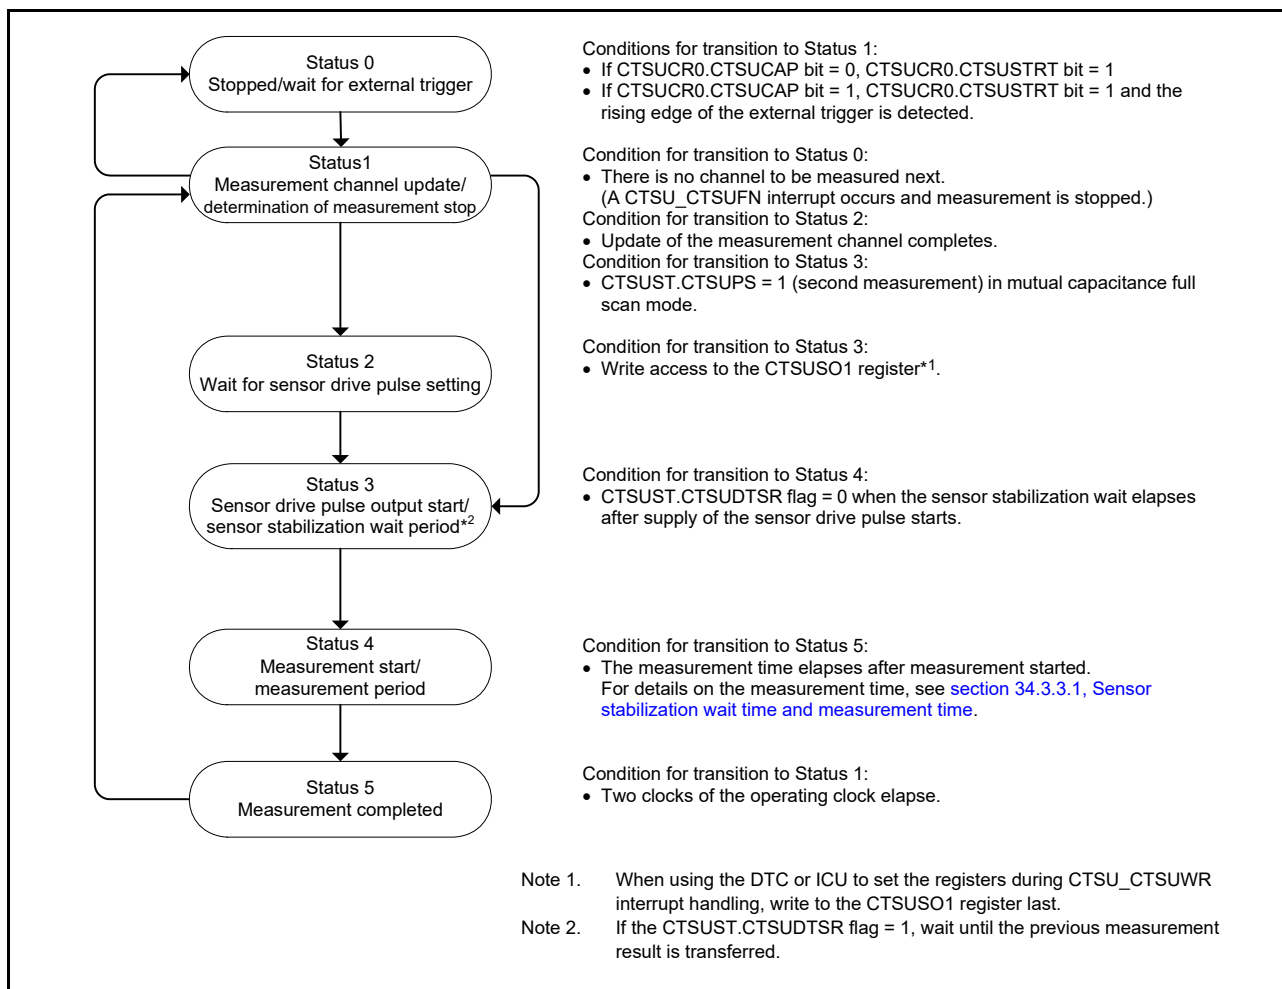 Status 0
Stopped/wait for external trigger
Conditions for transition to Status 1:
• If CTSUCR0.CTSUCAP bit = 0, CTSUCR0.CTSUSTRT bit = 1
• If CTSUCR0.CTSUCAP bit = 1, CTSUCR0.CTSUSTRT bit = 1 and the
rising edge of the external trigger is detected.
Status1
Measurement channel update/
determination of measurement stop
Condition for transition to Status 0:
• There is no channel to be measured next.
(A CTSU_CTSUFN interrupt occurs and measurement is stopped.)
Condition for transition to Status 2:
• Update of the measurement channel completes.
Condition for transition to Status 3:
• CTSUST.CTSUPS = 1 (second measurement) in mutual capacitance full
scan mode.
Status 2
Wait for sensor drive pulse setting
Condition for transition to Status 3:
• Write access to the CTSUSO1 register*1.
Status 3
Sensor drive pulse output start/
sensor stabilization wait period*2
Condition for transition to Status 4:
• CTSUST.CTSUDTSR flag = 0 when the sensor stabilization wait elapses
after supply of the sensor drive pulse starts.
Status 4
Measurement start/
measurement period
Condition for transition to Status 5:
• The measurement time elapses after measurement started.
For details on the measurement time, see section 34.3.3.1, Sensor
stabilization wait time and measurement time.
Status 5
Measurement completed
Condition for transition to Status 1:
• Two clocks of the operating clock elapse.
Note 1. When using the DTC or ICU to set the registers during CTSU_CTSUWR
interrupt handling, write to the CTSUSO1 register last.
Note 2. If the CTSUST.CTSUDTSR flag = 1, wait until the previous measurement
result is transferred.